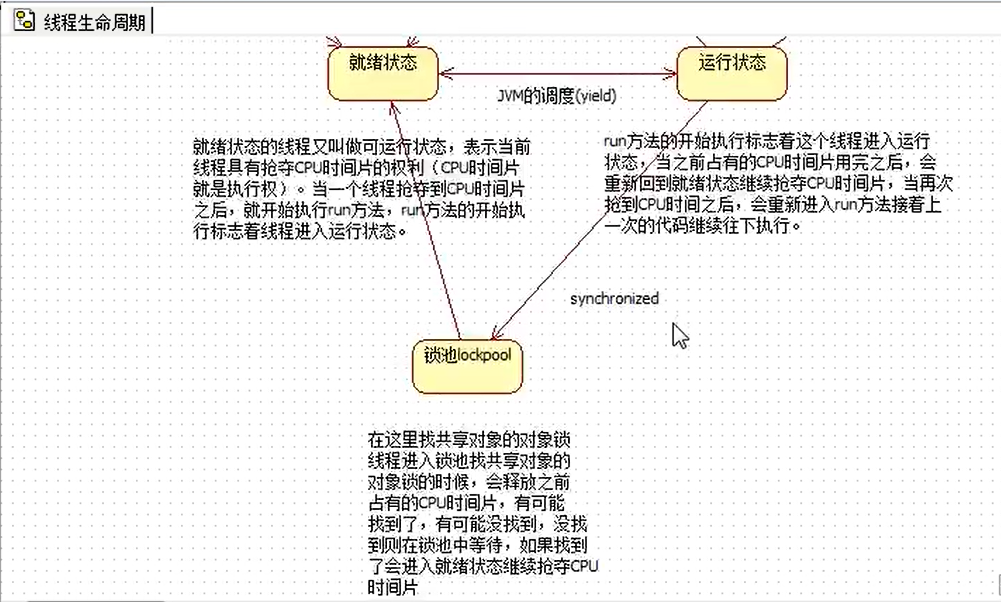 线程生命周期
就绪状态
运行状态
JVM的调度(yield)
就绪状态的线程又叫做可运行状态，表示当前
线程具有抢夺CPU时间片的权利（CPU时间片
就是执行权）。当一个线程抢夺到CPU时间片
之后，就开始执行run方法，run方法的开始执
行标志着线程进入运行状态。
run方法的开始执行标志着这个线程进入运行
状态，当之前占有的CPU时间片用完之后，会
重新回到就绪状态继续抢夺CPU时间片，当再次
抢到CPU时间之后，会重新进入run方法接着上
一次的代码继续往下执行。
synchronized
锁池lockpool
在这里找共享对象的对象锁
线程进入锁池找共享对象的
对象锁的时候，会释放之前
占有的CPU时间片，有可能
找到了，有可能没找到，没找
到则在锁池中等待，如果找到
了会进入就绪状态继续抢夺CPU
时间片